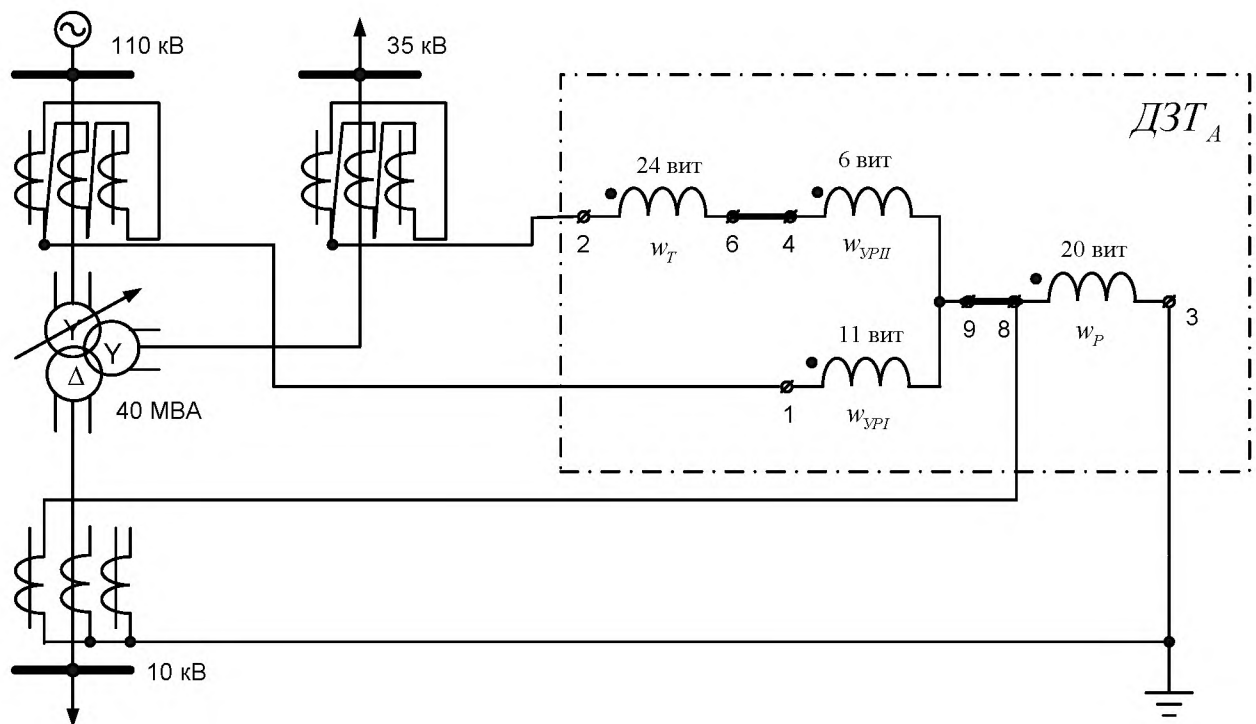 110 кВ
35 кВ
ДЗТ_А
24 вит
6 вит
2
6
4
w_T
w_УРII
20 вит
9
8
3
w_P
11 вит
1
w_УРI
Y
Y
Δ
40 МВА
10 кВ